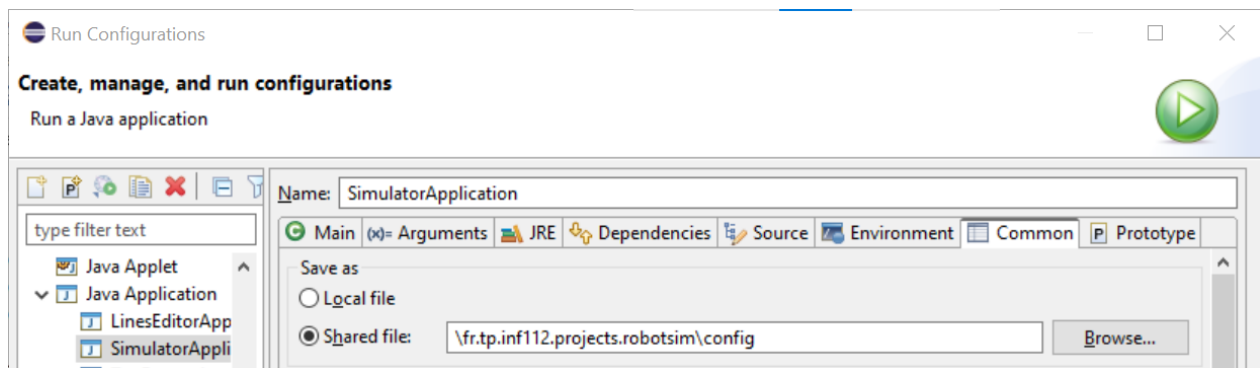 Run Configurations
Create, manage, and run configurations
Run a Java application
Name: SimulatorApplication
type filter text
Main (x)= Arguments JRE Dependencies Source Environment Common P Prototype
Java Applet
Java Application
LinesEditorApp
SimulatorAppli
Save as
Local file
Shared file: \fr.tp.inf112.projects.robotsim\config Browse...